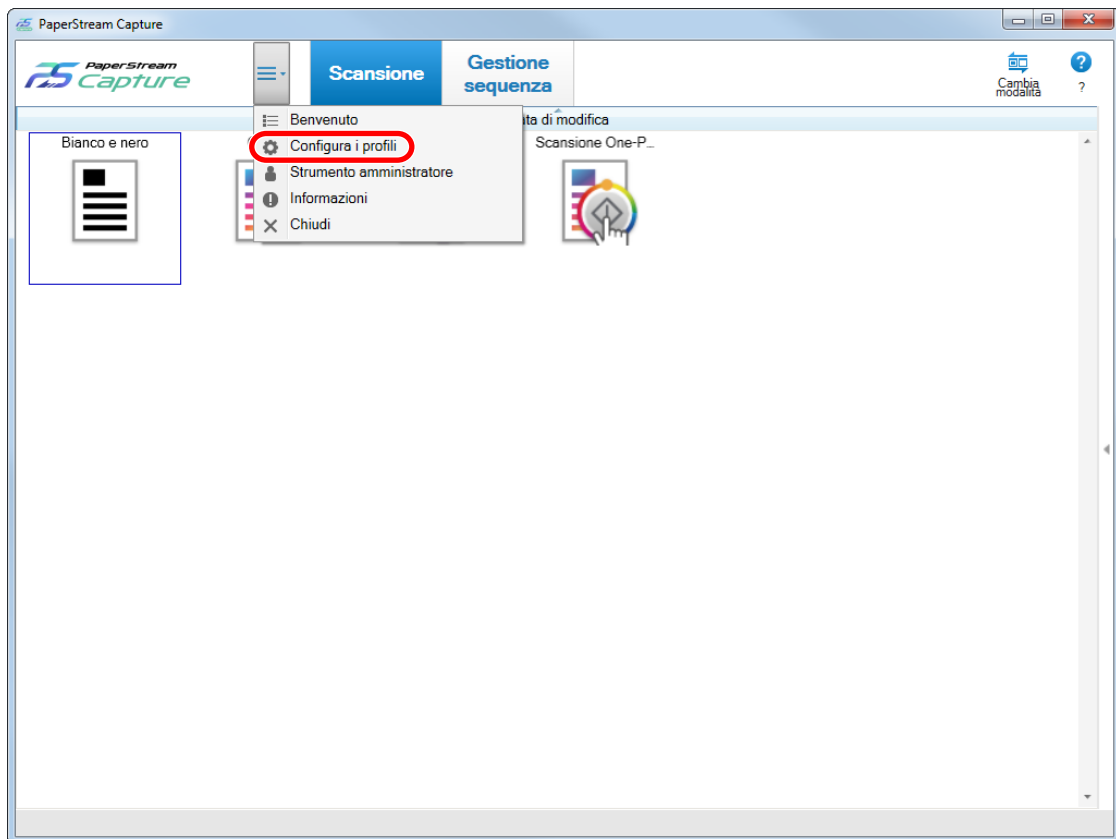 PaperStream Capture
PaperStream
Capture
Scansione
Gestione
sequenza
Cambia
modalità
?
?
di modifica
Benvenuto
Configura i profili
Strumento amministratore
Informazioni
Chiudi
Bianco e nero
Scansione One-P...